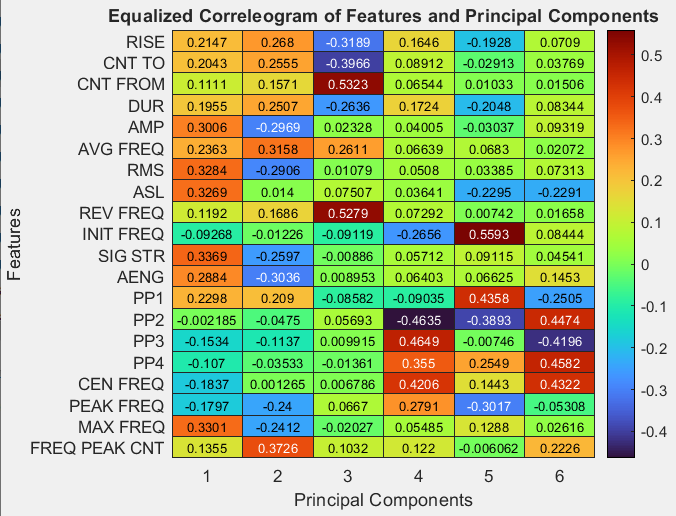 Equalized Correleogram of Features and Principal Components
RISE 0.2147 0.268 -0.3189 0.1646 -0.1928 0.0709
CNT TO 0.2043 0.2555 -0.3966 0.08912 -0.02913 0.03769
CNT FROM 0.1111 0.1571 0.5323 0.06544 0.01033 0.01506
DUR 0.1955 0.2507 -0.2636 0.1724 -0.2048 0.08344
AMP 0.3006 -0.2969 0.02328 0.04005 -0.03037 0.09319
AVG FREQ 0.2363 0.3158 0.2611 0.06639 0.0683 0.02072
RMS 0.3284 -0.2906 0.01079 0.0508 0.03385 0.07313
ASL 0.3269 0.014 0.07507 0.03641 -0.2295 -0.2291
REV FREQ 0.1192 0.1686 0.5279 0.07292 0.00742 0.01658
INIT FREQ -0.09268 -0.01226 -0.09119 -0.2656 0.5593 0.08444
SIG STR 0.3369 -0.2597 -0.00886 0.05712 0.09115 0.04541
AENG 0.2884 -0.3036 0.008953 0.06403 0.06625 0.1453
PP1 0.2298 0.209 -0.08582 -0.09035 0.4358 -0.2505
PP2 -0.002185 -0.0475 0.05693 -0.4635 -0.3893 0.4474
PP3 -0.1534 -0.1137 0.009915 0.4649 -0.00746 -0.4196
PP4 -0.107 -0.03533 -0.01361 0.355 0.2549 0.4582
CEN FREQ -0.1837 0.001265 0.006786 0.4206 0.1443 0.4322
PEAK FREQ -0.1797 -0.24 0.0667 0.2791 -0.3017 -0.05308
MAX FREQ 0.3301 -0.2412 -0.02027 0.05485 0.1288 0.02616
FREQ PEAK CNT 0.1355 0.3726 0.1032 0.122 -0.006062 0.2226
1 2 3 4 5 6
Principal Components
Features
0.5
0.4
0.3
0.2
0.1
0
-0.1
-0.2
-0.3
-0.4